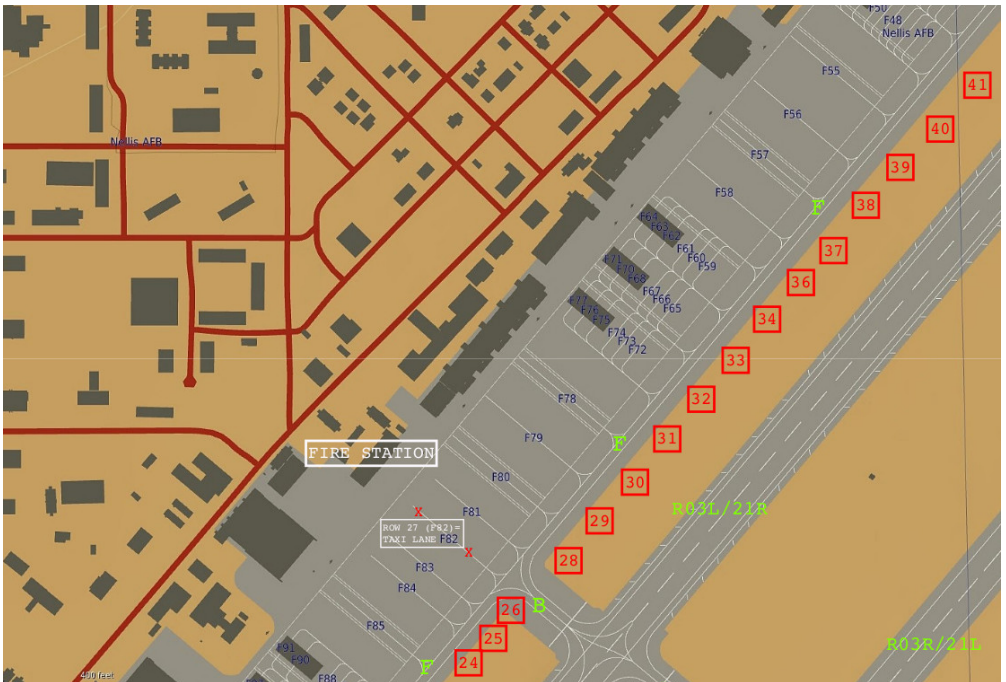 F50
F48
Nellis AFB
F55
41
F56
40
Nellis AFB
F57
39
F58
38
F
F64
F63
F62
37
F61
F60
F59
F71
F70
F68
36
F67
F66
F65
F77
F76
F75
34
F74
F73
F72
33
32
F78
31
F79
F
FIRE STATION
F80
30
R03L/21R
X
F81
29
ROW 27 (F82)=
TAXI LANE
F82
X
28
F83
F84
26
B
F85
25
R03R/21L
F91
F90
24
F
F88
400 feet